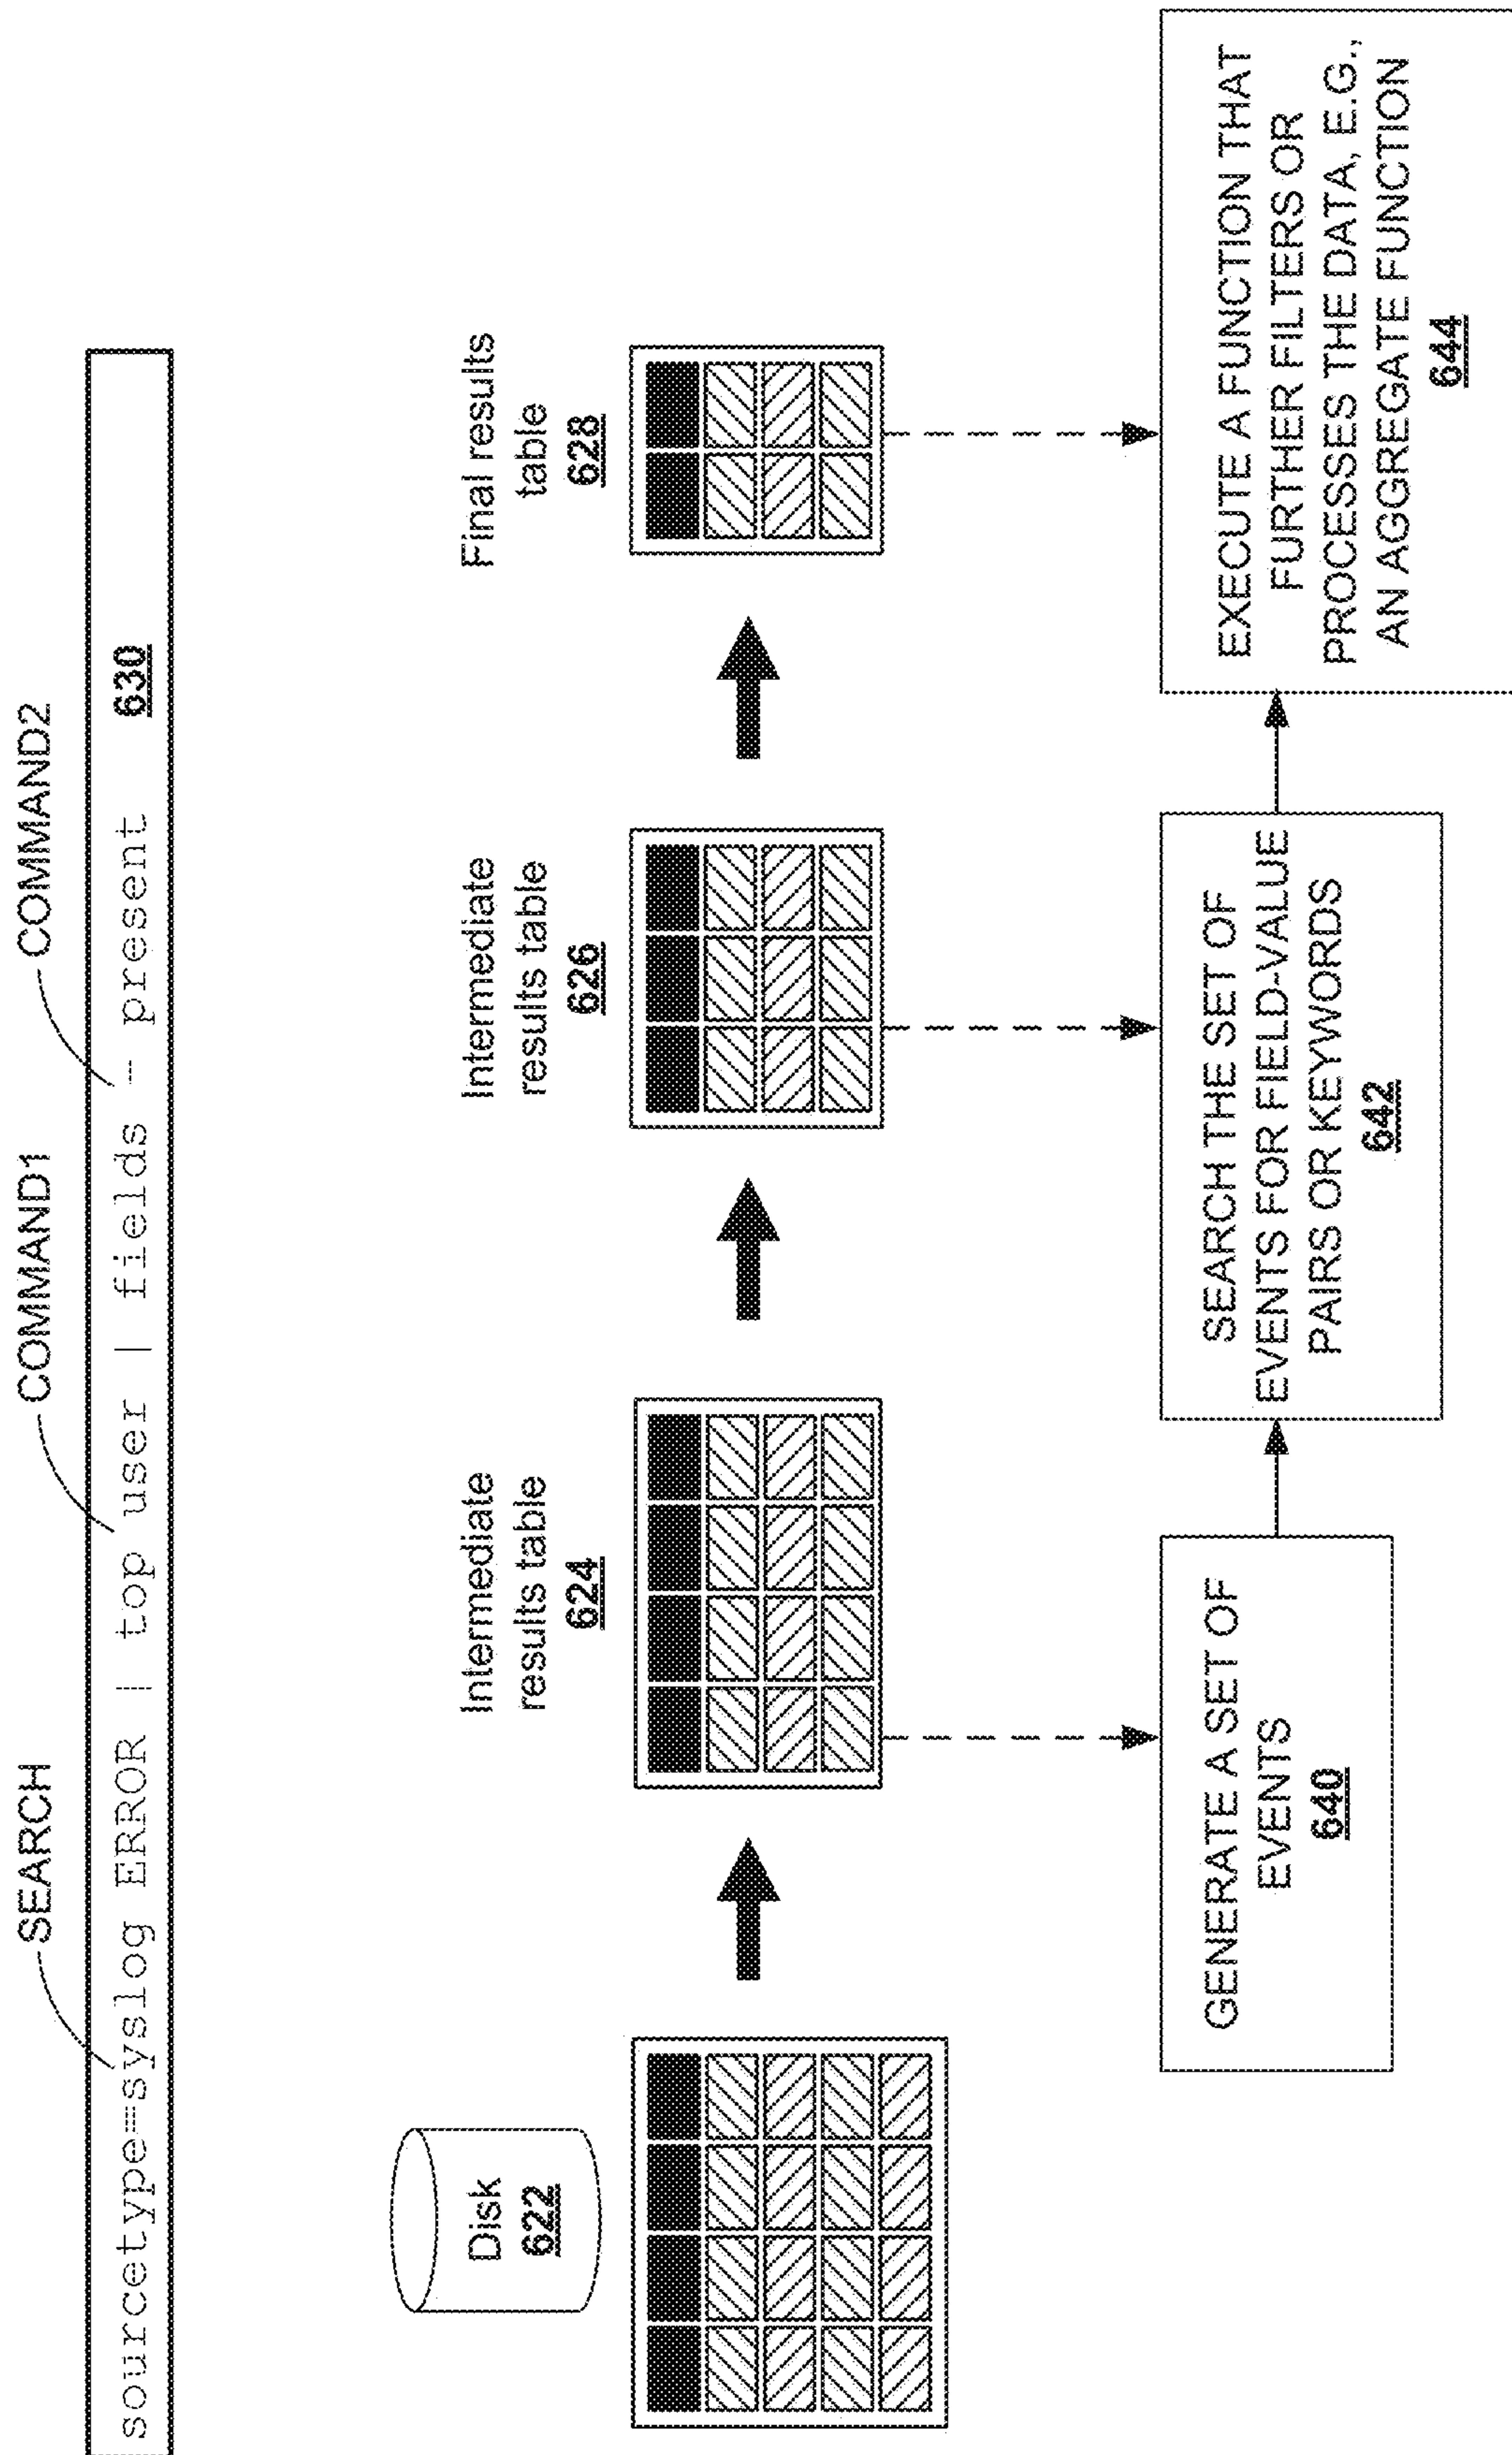 SEARCH
COMMAND1
COMMAND2
sourcetype=syslog ERROR | top user | fields – present 630
Disk
622
Intermediate
results table
624
Intermediate
results table
626
Final results
table
628
GENERATE A SET OF
EVENTS
640
SEARCH THE SET OF
EVENTS FOR FIELD-VALUE
PAIRS OR KEYWORDS
642
EXECUTE A FUNCTION THAT
FURTHER FILTERS OR
PROCESSES THE DATA, E.G.,
AN AGGREGATE FUNCTION
644